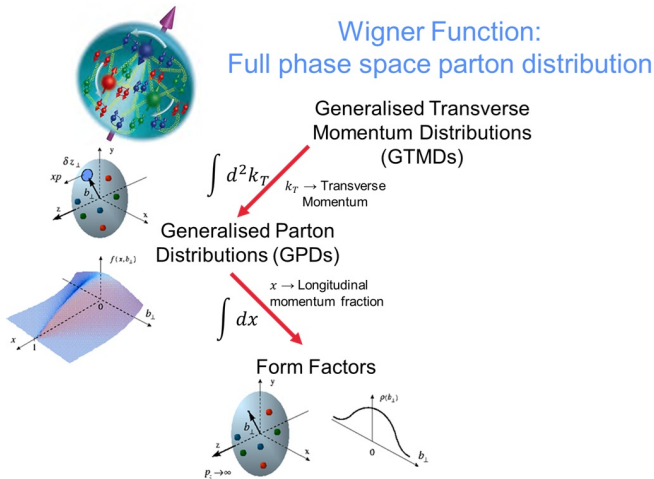 Wigner Function:
Full phase space parton distribution
Generalised Transverse
Momentum Distributions
(GTMDs)
∫ d²k_T
k_T → Transverse
Momentum
y
δz⊥
xp
b⊥
z
x
Generalised Parton
Distributions (GPDs)
f(x,b⊥)
0
b⊥
x
1
x → Longitudinal
momentum fraction
∫ dx
Form Factors
y
b⊥
z
x
p_z→∞
ρ(b⊥)
0
b⊥